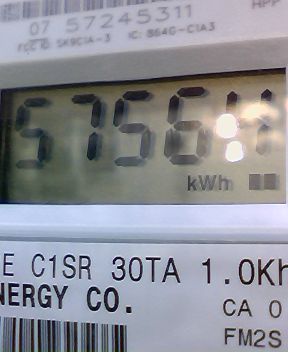 HPP
07 57245311
FCC ID: SK9C1A-3 IC: 864G-C1A3
5756
kWh
E C1SR 30TA 1.0Kh
NERGY CO.
CA 0
FM2S